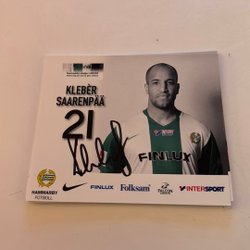 KLEBÉR
SAARENPÄÄ
21
FINLUX
HAMMARBY
FOTBOLL
FINLUX
Folksam
INTERSPORT